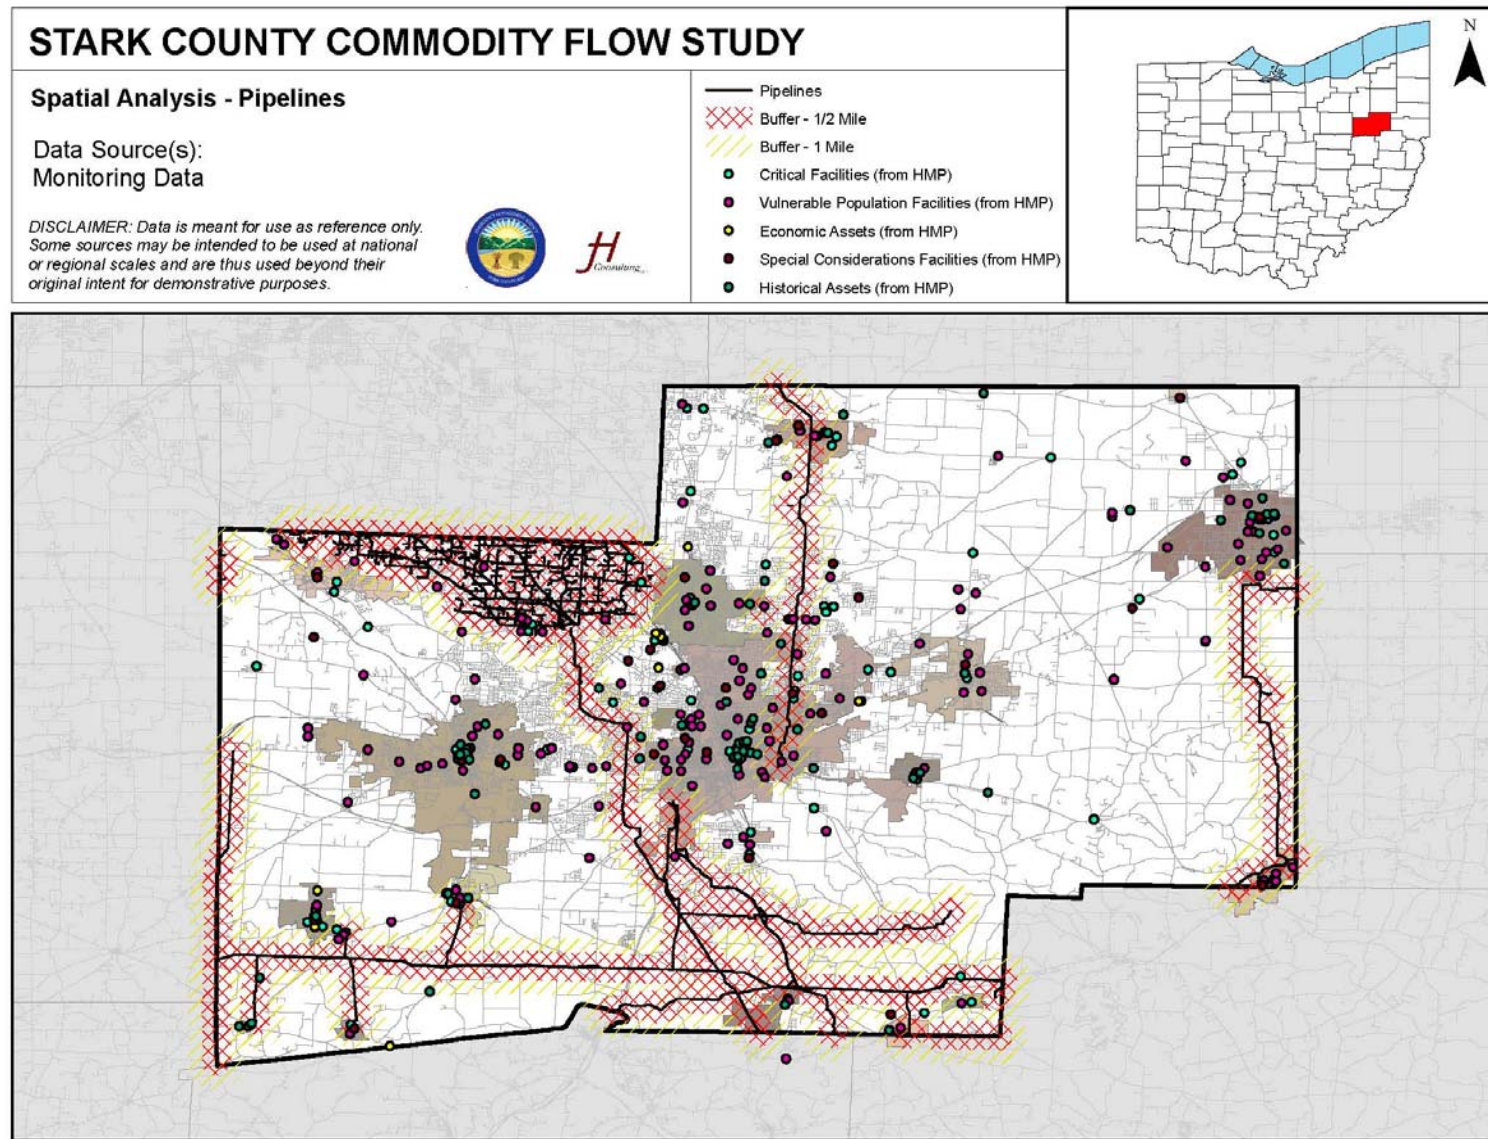 STARK COUNTY COMMODITY FLOW STUDY
Spatial Analysis - Pipelines
Data Source(s):
Monitoring Data
DISCLAIMER: Data is meant for use as reference only.
Some sources may be intended to be used at national
or regional scales and are thus used beyond their
original intent for demonstrative purposes.
JH
Consulting
Pipelines
Buffer - 1/2 Mile
Buffer - 1 Mile
Critical Facilities (from HMP)
Vulnerable Population Facilities (from HMP)
Economic Assets (from HMP)
Special Considerations Facilities (from HMP)
Historical Assets (from HMP)
N